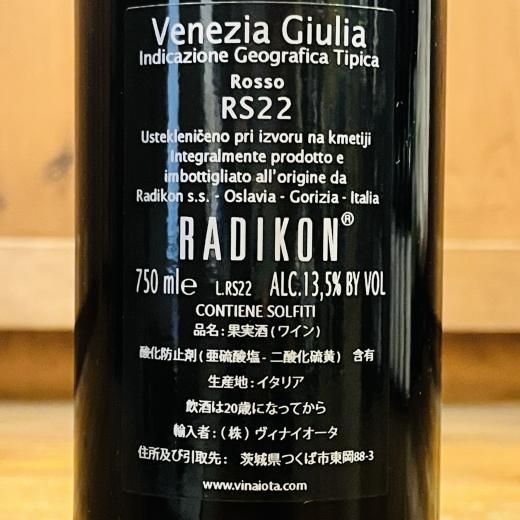 Venezia Giulia
Indicazione Geografica Tipica
Rosso
RS22
Ustekleničeno pri izvoru na kmetiji
Integralmente prodotto e
imbottigliato all'origine da
Radikon s.s. - Oslavia - Gorizia - Italia
RADIKON®
750 ml℮ L.RS22 ALC.13,5% BY VOL
CONTIENE SOLFITI
品名:果実酒(ワイン)
酸化防止剤(亜硫酸塩-二酸化硫黄) 含有
生産地:イタリア
飲酒は20歳になってから
輸入者:(株)ヴィナイオータ
住所及び引取先: 茨城県つくば市東岡88-3
www.vinaiota.com